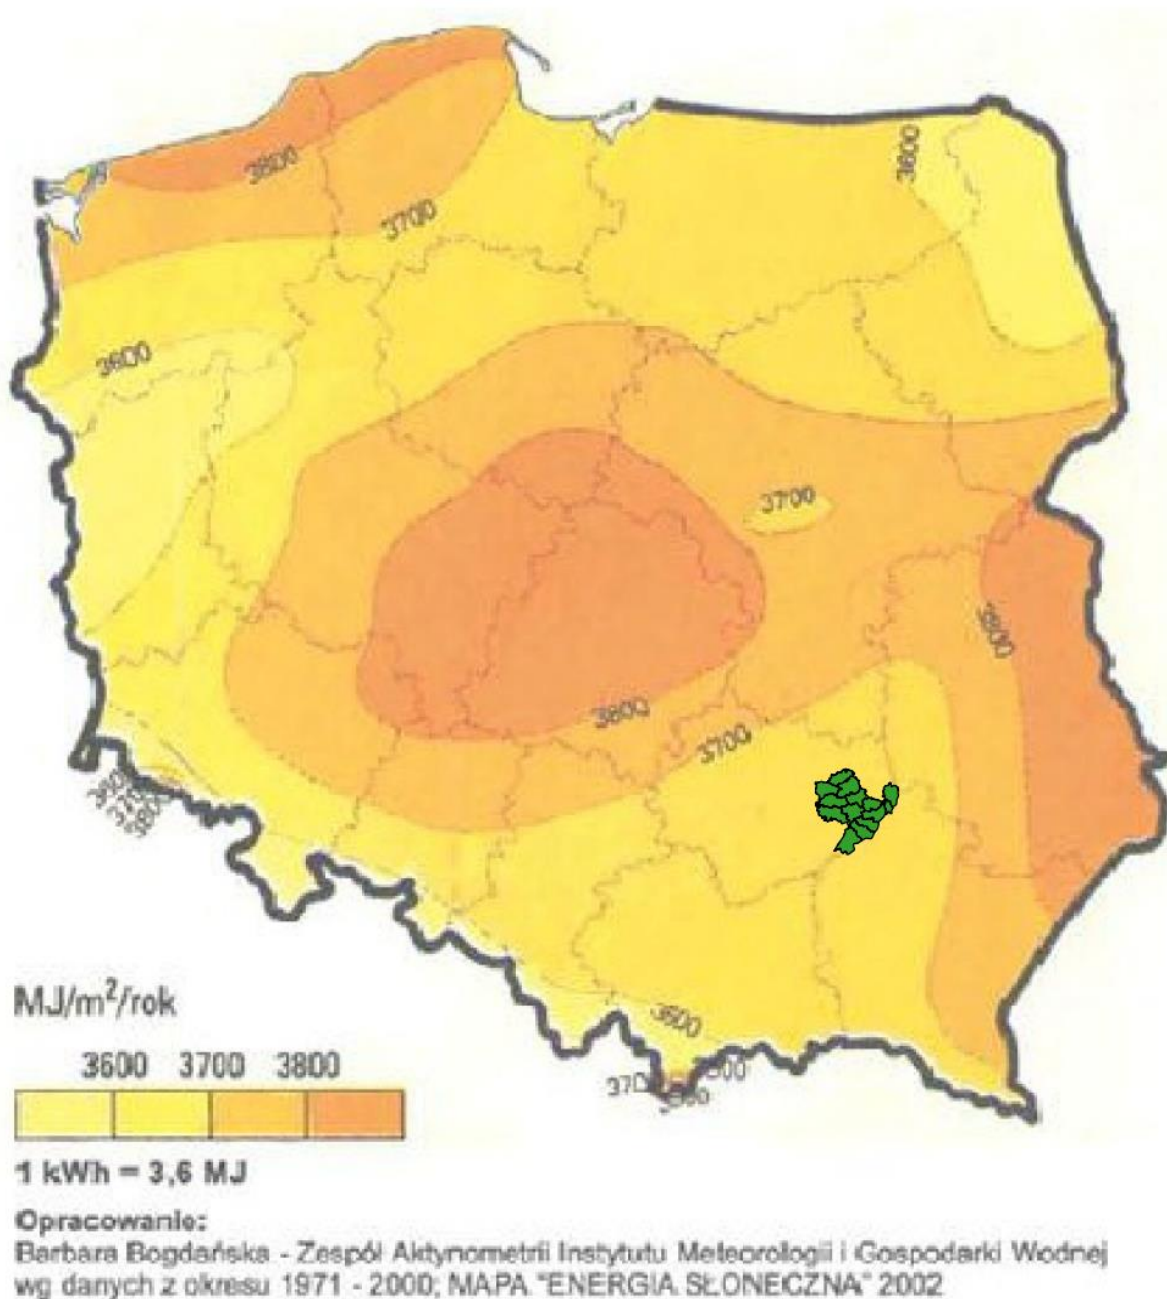 3800
3700
3600
3600
3700
3800
3800
3700
3600
MJ/m²/rok
3600 3700 3800
1 kWh = 3,6 MJ
Opracowanie:
Barbara Bogdańska - Zespół Aktynometrii Instytutu Meteorologii i Gospodarki Wodnej
wg danych z okresu 1971 - 2000; MAPA "ENERGIA SŁONECZNA" 2002